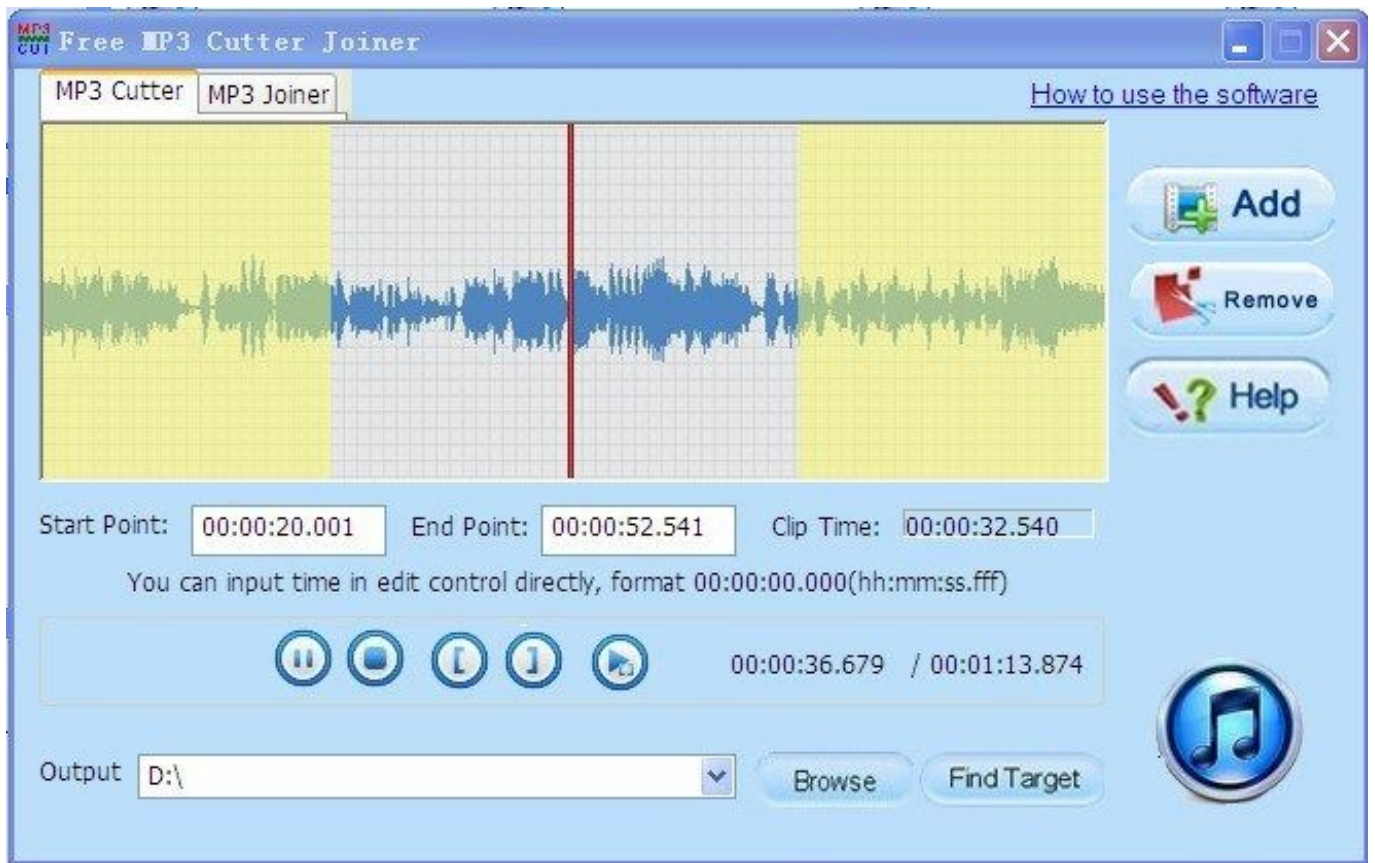 MP3
CUT
Free MP3 Cutter Joiner
MP3 Cutter
MP3 Joiner
How to use the software
Add
Remove
Help
Start Point: 00:00:20.001 End Point: 00:00:52.541 Clip Time: 00:00:32.540
You can input time in edit control directly, format 00:00:00.000(hh:mm:ss.fff)
00:00:36.679 / 00:01:13.874
Output D:\ Browse Find Target